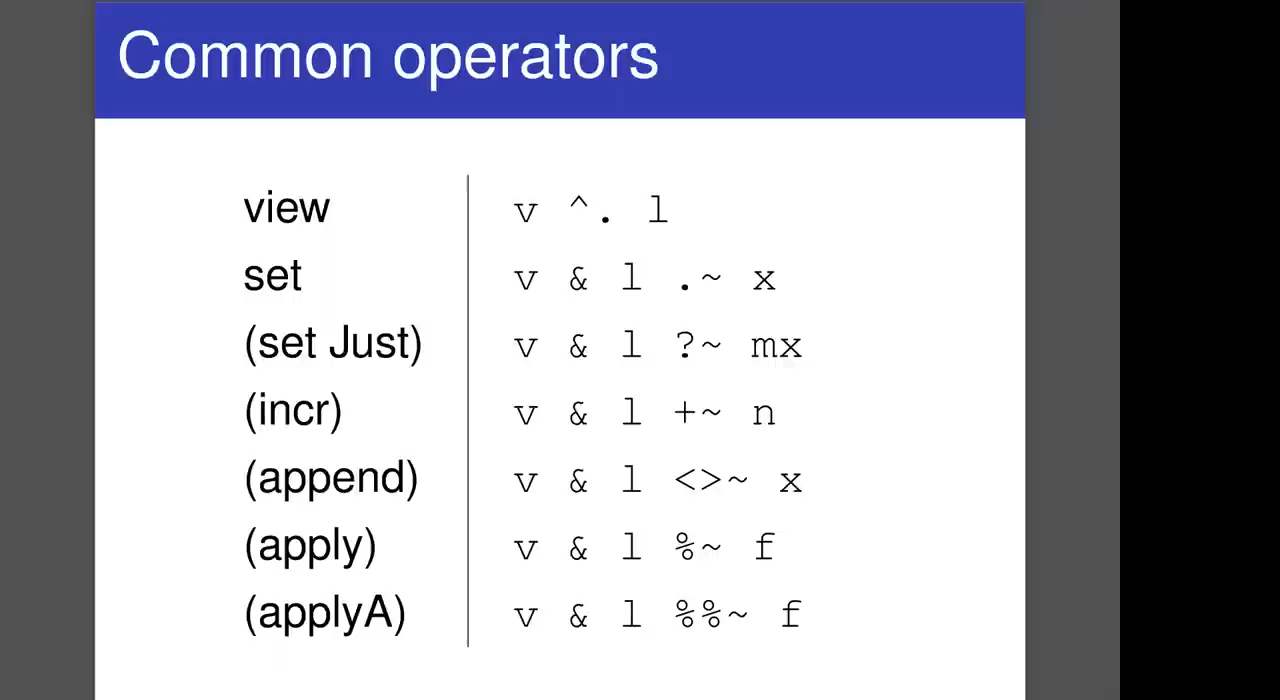 Common operators
view v ^. l
set v & l .~ x
(set Just) v & l ?~ mx
(incr) v & l +~ n
(append) v & l <>~ x
(apply) v & l %~ f
(applyA) v & l %%~ f